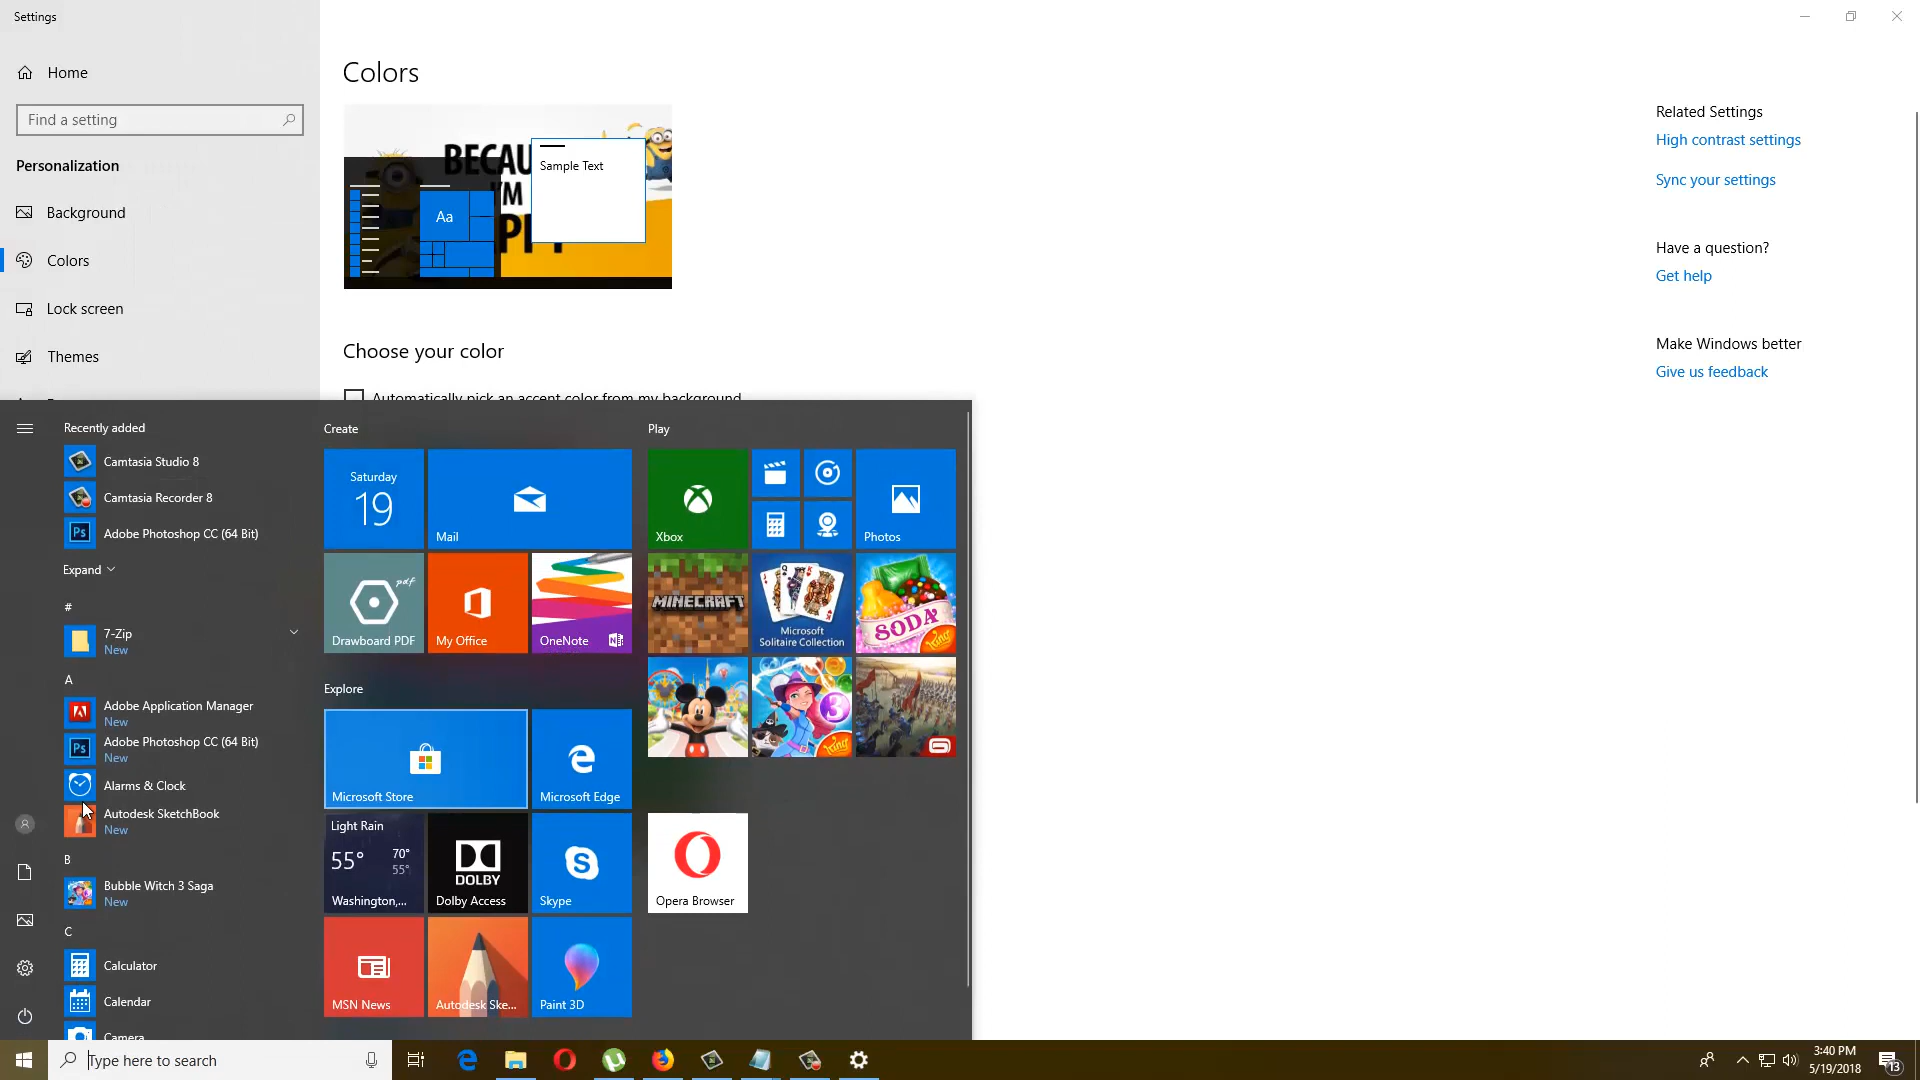 Settings
Home
Find a setting
Personalization
Background
Colors
Lock screen
Themes
Colors
BECAU
I'M
Sample Text
Aa
Choose your color
Automatically pick an accent color from my background
Related Settings
High contrast settings
Sync your settings
Have a question?
Get help
Make Windows better
Give us feedback
Recently added
Camtasia Studio 8
Camtasia Recorder 8
Ps
Adobe Photoshop CC (64 Bit)
Expand
#
7-Zip
New
A
Adobe Application Manager
New
Ps
Adobe Photoshop CC (64 Bit)
New
Alarms & Clock
Autodesk SketchBook
New
B
Bubble Witch 3 Saga
New
C
Calculator
Calendar
Camera
Create
Saturday
19
Mail
pdf
Drawboard PDF
My Office
OneNote
Explore
Microsoft Store
Microsoft Edge
Light Rain
55° 70°
55°
Washington,...
DOLBY
Dolby Access
Skype
MSN News
Autodesk Ske...
Paint 3D
Play
Xbox
Photos
MINECRAFT
Microsoft
Solitaire Collection
SODA
King
3
King
Opera Browser
Type here to search
3:40 PM
5/19/2018
13